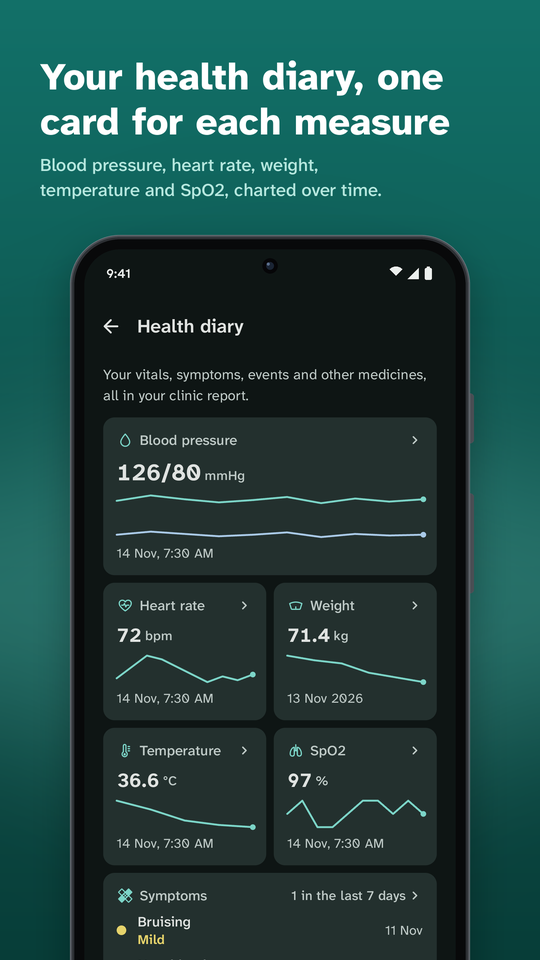 Your health diary, one
card for each measure
Blood pressure, heart rate, weight,
temperature and SpO2, charted over time.
9:41
Health diary
Your vitals, symptoms, events and other medicines,
all in your clinic report.
Blood pressure
126/80 mmHg
14 Nov, 7:30 AM
Heart rate
72 bpm
14 Nov, 7:30 AM
Weight
71.4 kg
13 Nov 2026
Temperature
36.6 °C
14 Nov, 7:30 AM
SpO2
97 %
14 Nov, 7:30 AM
Symptoms
1 in the last 7 days
Bruising
Mild
11 Nov